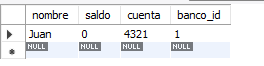 nombre saldo cuenta banco_id
Juan 0 4321 1
NULL NULL NULL NULL